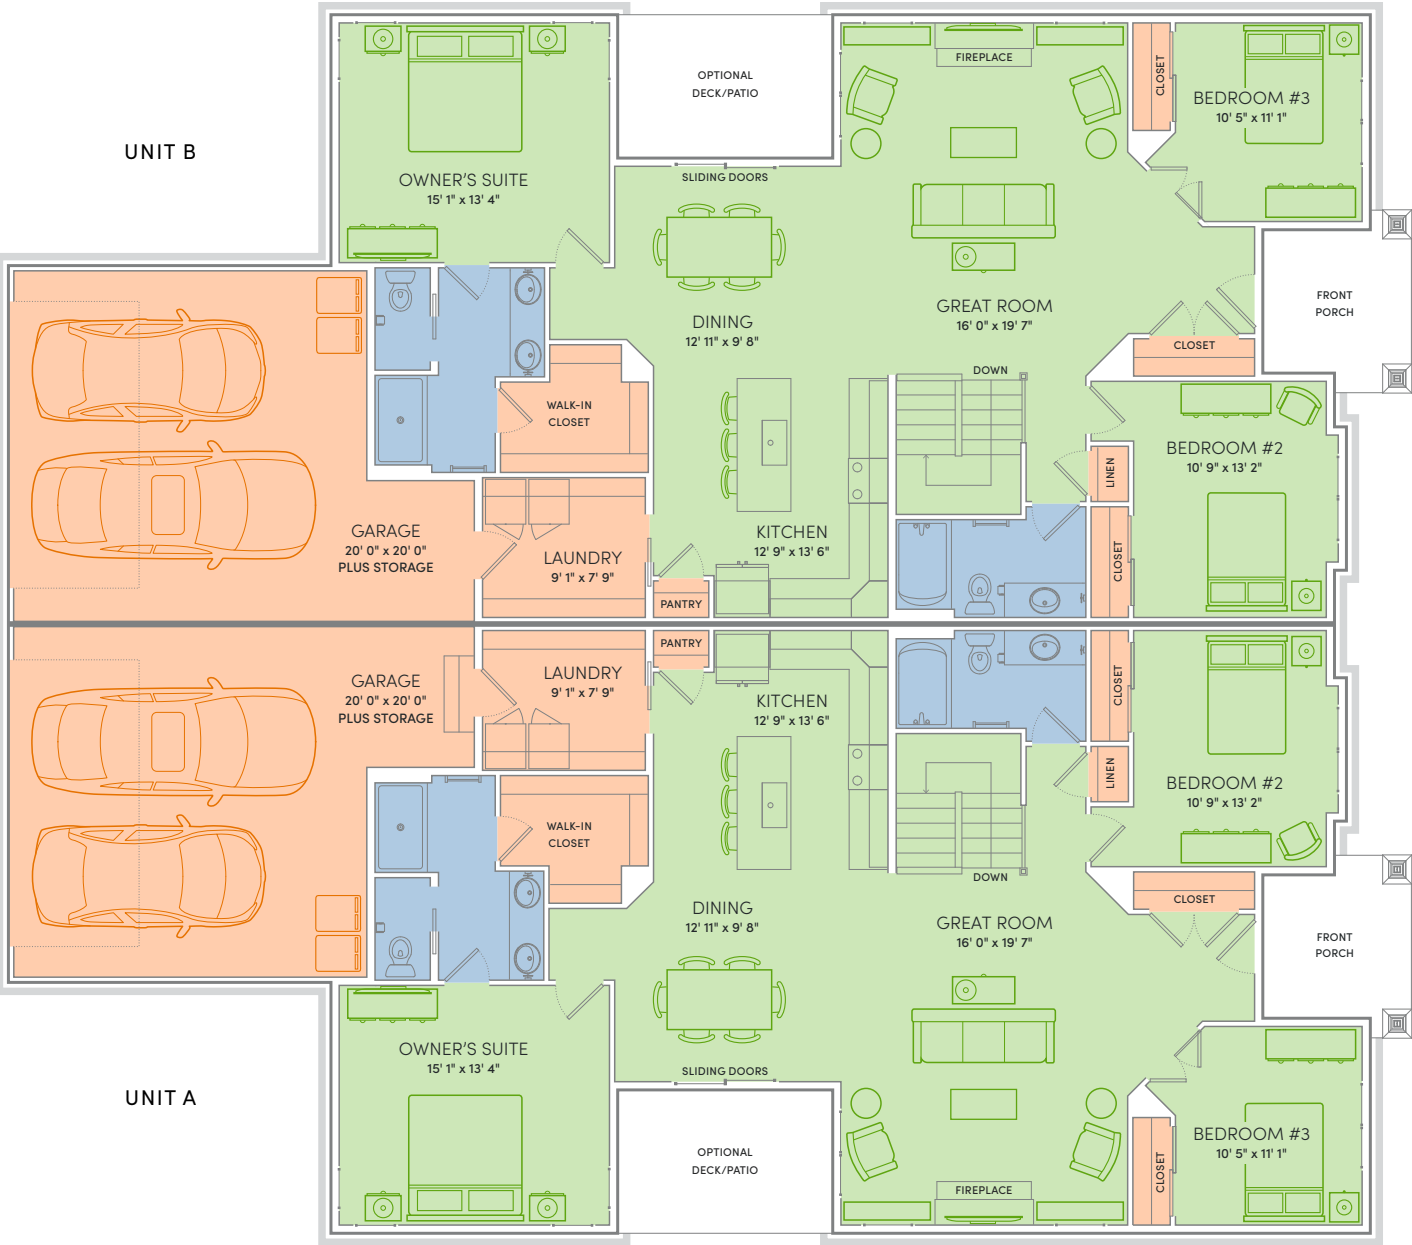 UNIT B
OWNER'S SUITE
15' 1" x 13' 4"
OPTIONAL
DECK/PATIO
SLIDING DOORS
FIREPLACE
CLOSET
BEDROOM #3
10' 5" x 11' 1"
DINING
12' 11" x 9' 8"
GREAT ROOM
16' 0" x 19' 7"
FRONT
PORCH
CLOSET
DOWN
WALK-IN
CLOSET
BEDROOM #2
10' 9" x 13' 2"
LINEN
GARAGE
20' 0" x 20' 0"
PLUS STORAGE
LAUNDRY
9' 1" x 7' 9"
KITCHEN
12' 9" x 13' 6"
CLOSET
PANTRY
PANTRY
LAUNDRY
9' 1" x 7' 9"
GARAGE
20' 0" x 20' 0"
PLUS STORAGE
KITCHEN
12' 9" x 13' 6"
CLOSET
LINEN
BEDROOM #2
10' 9" x 13' 2"
WALK-IN
CLOSET
DOWN
CLOSET
DINING
12' 11" x 9' 8"
GREAT ROOM
16' 0" x 19' 7"
FRONT
PORCH
OWNER'S SUITE
15' 1" x 13' 4"
SLIDING DOORS
UNIT A
OPTIONAL
DECK/PATIO
FIREPLACE
CLOSET
BEDROOM #3
10' 5" x 11' 1"